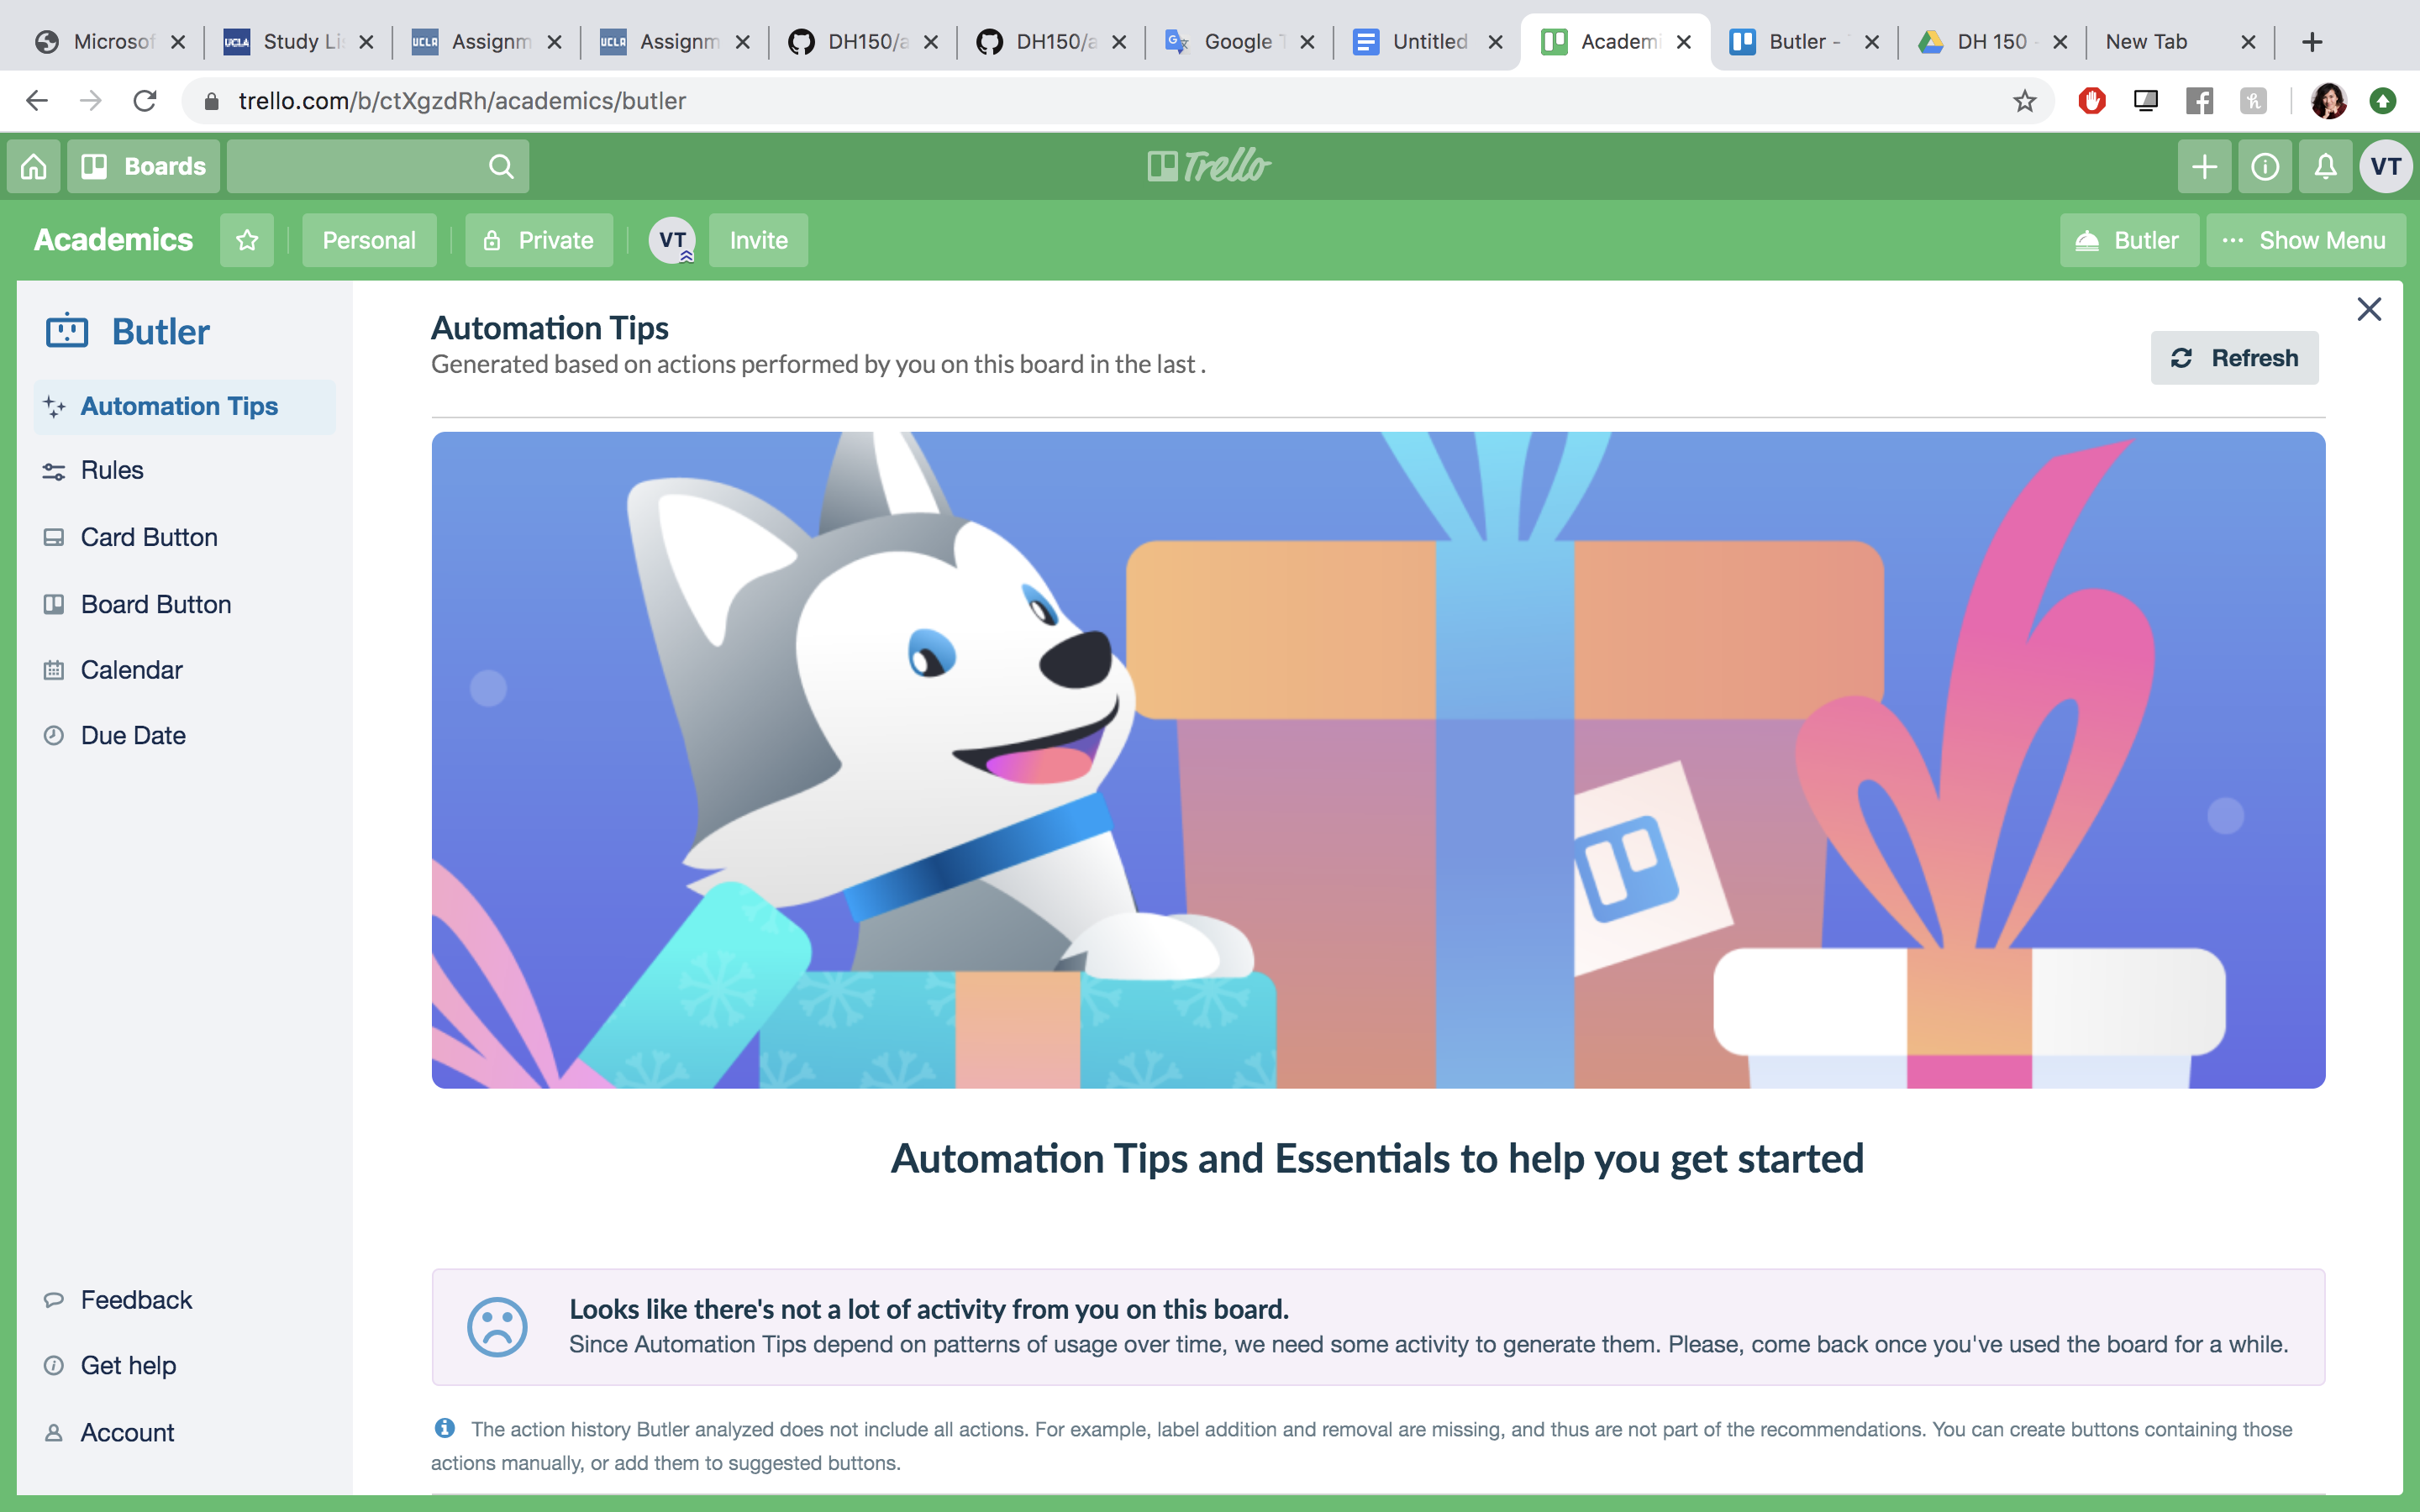 Microsof
Study Li
Assignm
Assignm
DH150/a
DH150/a
Google T
Untitled
Academi
Butler -
DH 150
New Tab
trello.com/b/ctXgzdRh/academics/butler
Boards
Trello
VT
Academics
Personal
Private
VT
Invite
Butler
Show Menu
Butler
Automation Tips
Rules
Card Button
Board Button
Calendar
Due Date
Feedback
Get help
Account
Automation Tips
Generated based on actions performed by you on this board in the last .
Refresh
Automation Tips and Essentials to help you get started
Looks like there's not a lot of activity from you on this board.
Since Automation Tips depend on patterns of usage over time, we need some activity to generate them. Please, come back once you've used the board for a while.
The action history Butler analyzed does not include all actions. For example, label addition and removal are missing, and thus are not part of the recommendations. You can create buttons containing those
actions manually, or add them to suggested buttons.